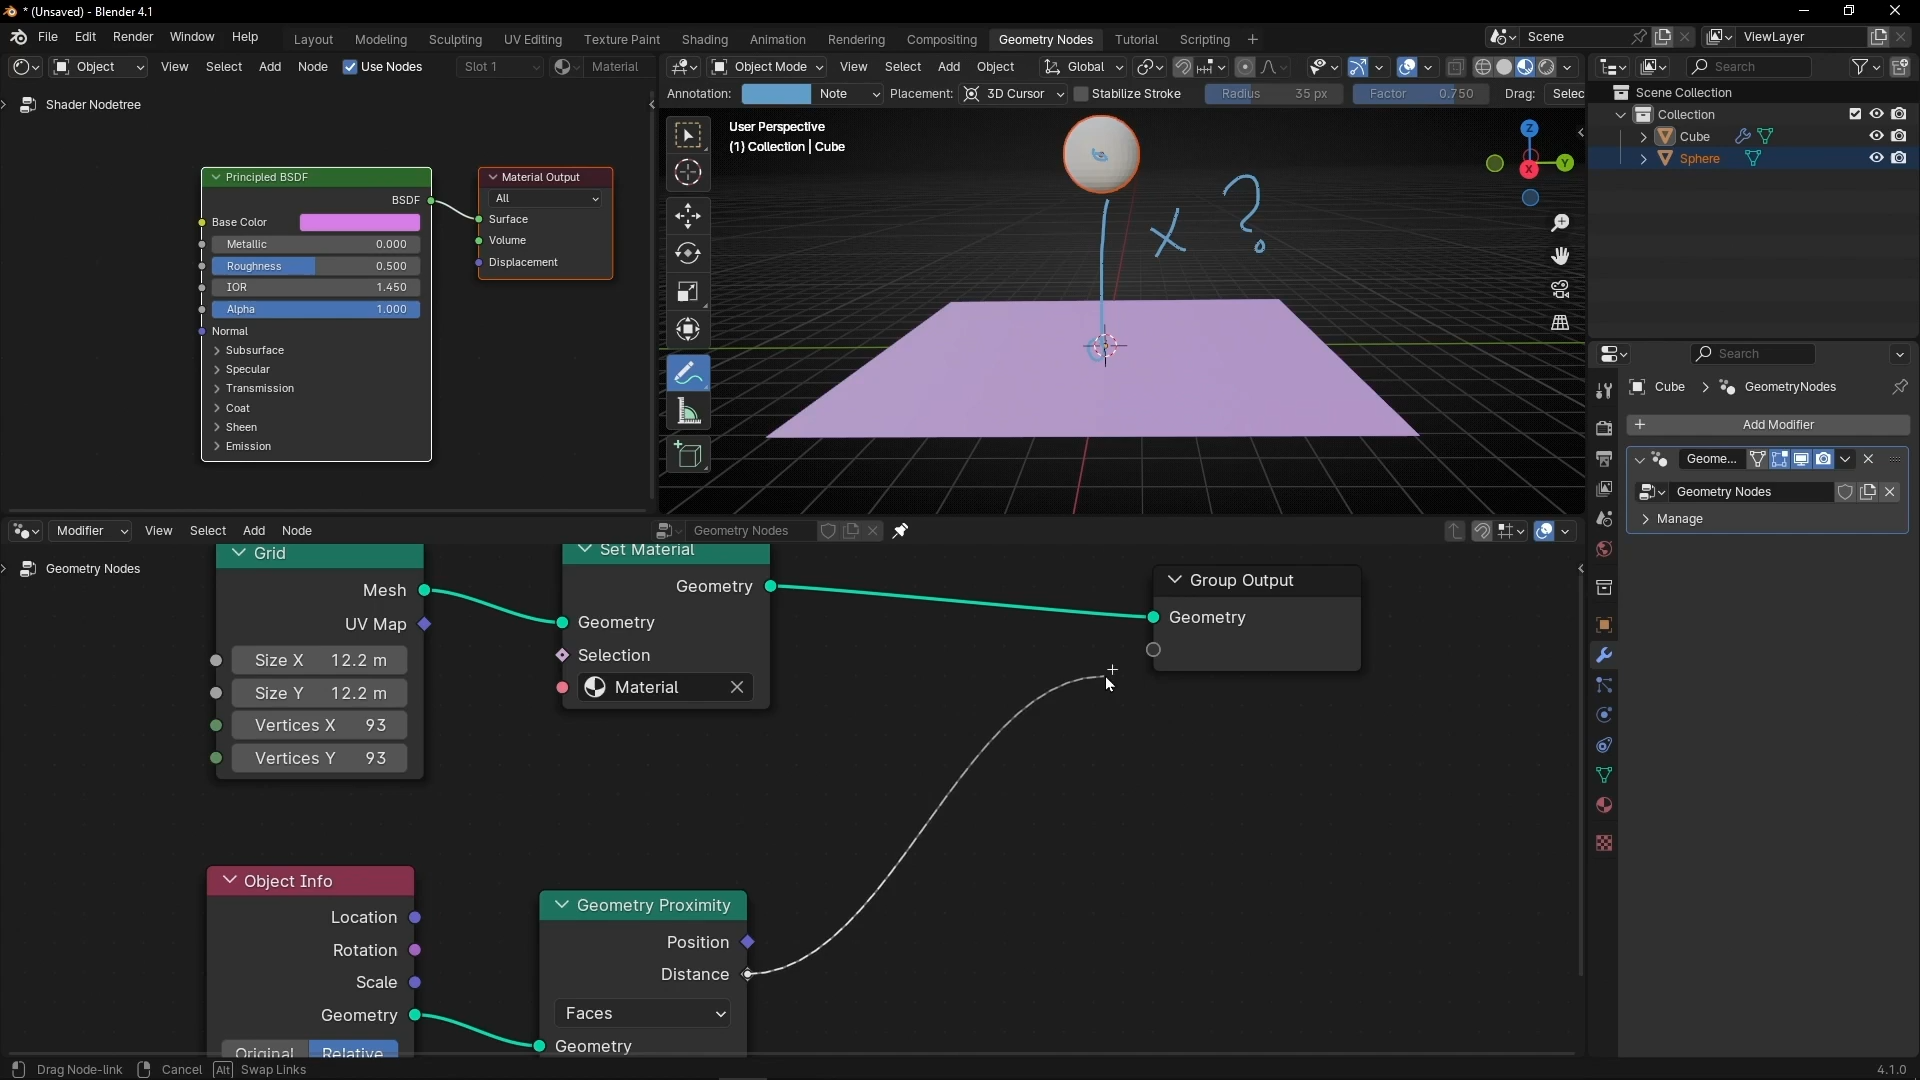 * (Unsaved) - Blender 4.1
File Edit Render Window Help Layout Modeling Sculpting UV Editing Texture Paint Shading Animation Rendering Compositing Geometry Nodes Tutorial Scripting + Scene ViewLayer
Object View Select Add Node Use Nodes Slot 1 Material
Object Mode View Select Add Object Global
Search
Annotation: Note Placement: 3D Cursor Stabilize Stroke Radius 35 px Factor 0.750 Drag: Selec
Shader Nodetree
User Perspective
(1) Collection | Cube
x ?
Z
Y
X
Scene Collection
Collection
Cube
Sphere
Principled BSDF
BSDF
Base Color
Metallic 0.000
Roughness 0.500
IOR 1.450
Alpha 1.000
Normal
Subsurface
Specular
Transmission
Coat
Sheen
Emission
Material Output
All
Surface
Volume
Displacement
Search
Cube > GeometryNodes
+ Add Modifier
Geome...
Geometry Nodes
Manage
Modifier View Select Add Node Geometry Nodes
Geometry Nodes
Grid
Mesh
UV Map
Size X 12.2 m
Size Y 12.2 m
Vertices X 93
Vertices Y 93
Set Material
Geometry
Geometry
Selection
Material
Group Output
Geometry
Object Info
Location
Rotation
Scale
Geometry
Original Relative
Geometry Proximity
Position
Distance
Faces
Geometry
Drag Node-link Cancel Alt Swap Links 4.1.0